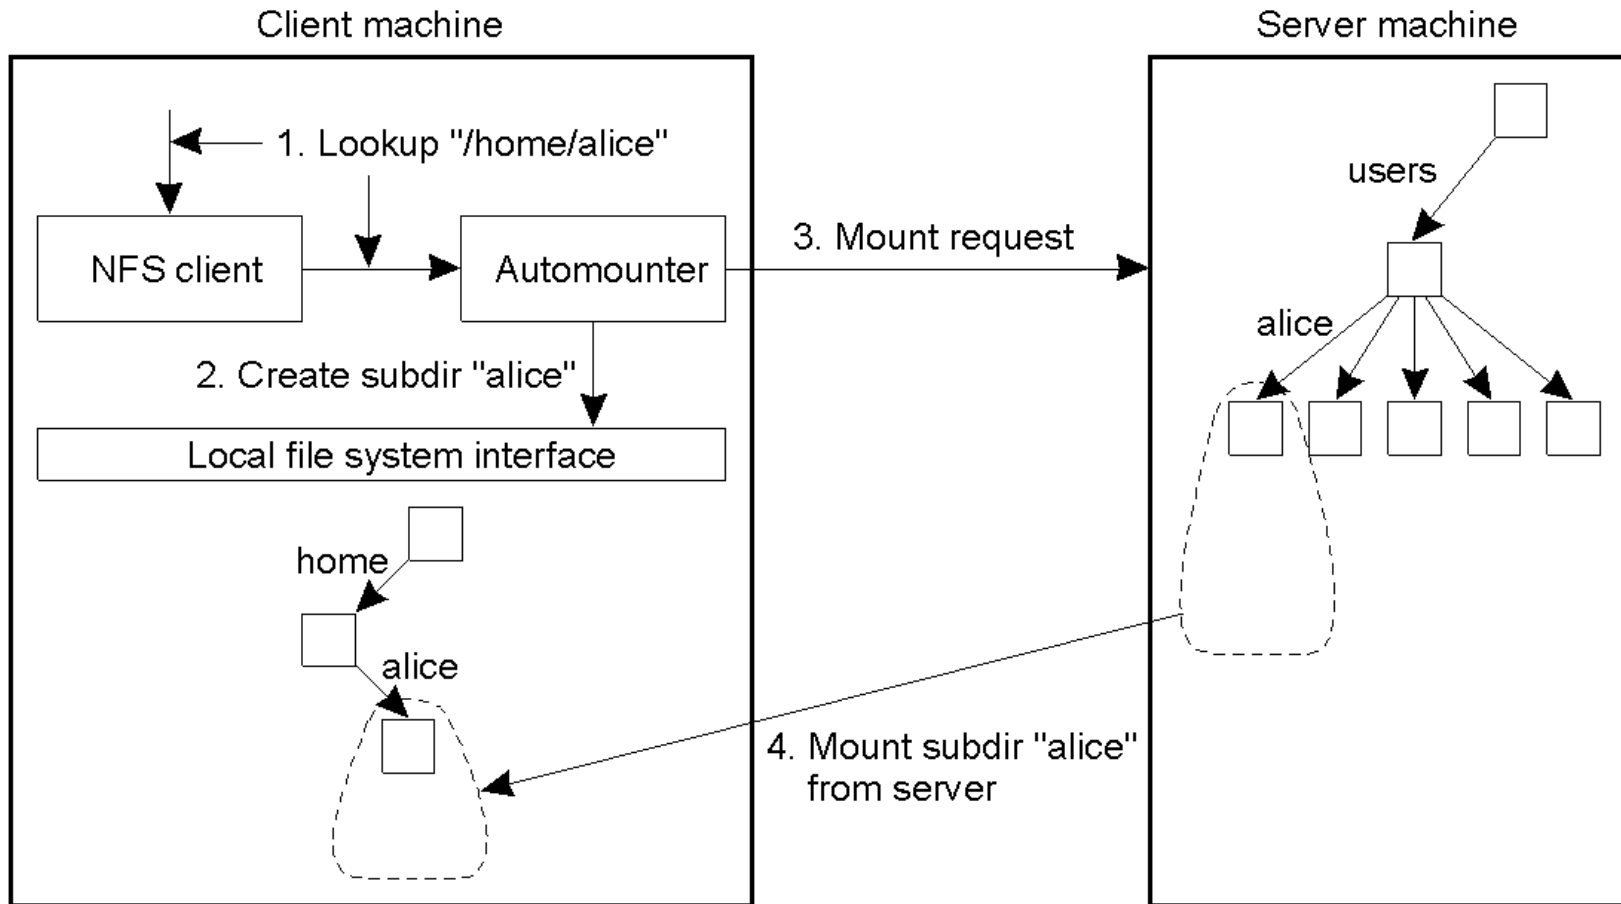 Client machine
Server machine
1. Lookup "/home/alice"
users
NFS client
Automounter
3. Mount request
alice
2. Create subdir "alice"
Local file system interface
home
alice
4. Mount subdir "alice"
from server